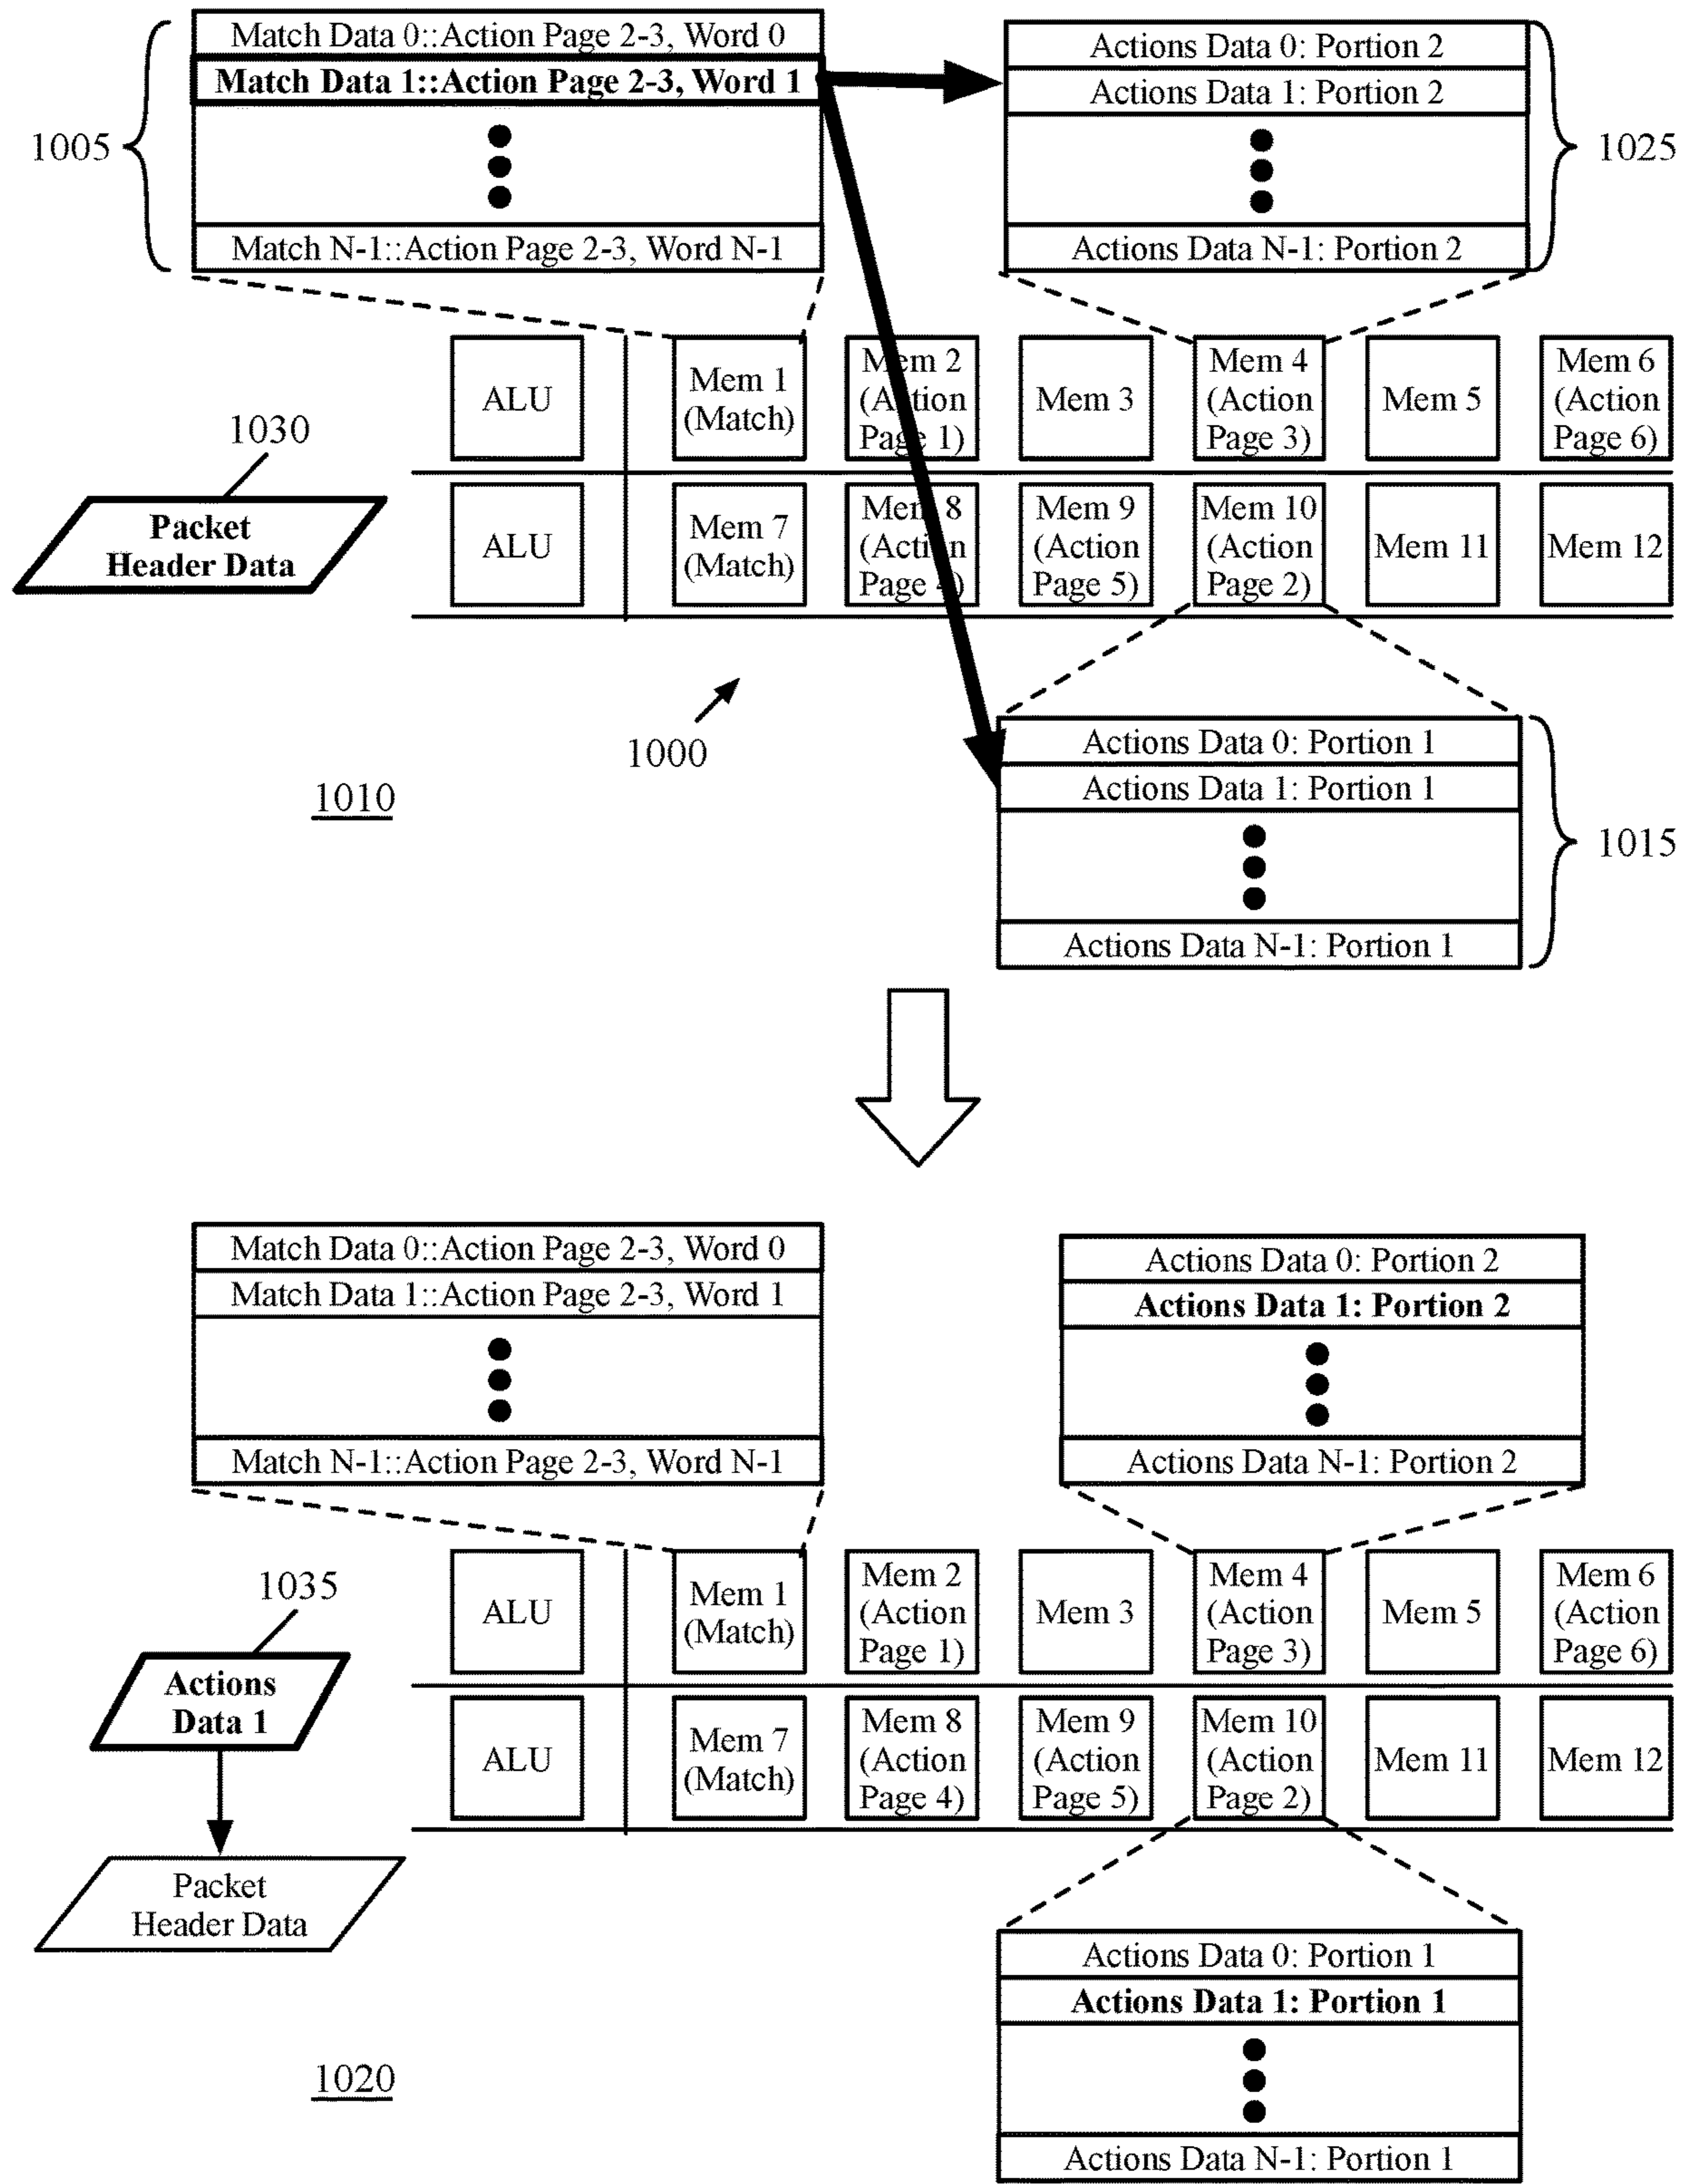 Match Data 0::Action Page 2-3, Word 0
Match Data 1::Action Page 2-3, Word 1
Match N-1::Action Page 2-3, Word N-1
1005
Actions Data 0: Portion 2
Actions Data 1: Portion 2
Actions Data N-1: Portion 2
1025
ALU
Mem 1
(Match)
Mem 2
(Action
Page 1)
Mem 3
Mem 4
(Action
Page 3)
Mem 5
Mem 6
(Action
Page 6)
1030
Packet
Header Data
ALU
Mem 7
(Match)
Mem 8
(Action
Page 4)
Mem 9
(Action
Page 5)
Mem 10
(Action
Page 2)
Mem 11
Mem 12
1000
1010
Actions Data 0: Portion 1
Actions Data 1: Portion 1
Actions Data N-1: Portion 1
1015
Match Data 0::Action Page 2-3, Word 0
Match Data 1::Action Page 2-3, Word 1
Match N-1::Action Page 2-3, Word N-1
Actions Data 0: Portion 2
Actions Data 1: Portion 2
Actions Data N-1: Portion 2
ALU
Mem 1
(Match)
Mem 2
(Action
Page 1)
Mem 3
Mem 4
(Action
Page 3)
Mem 5
Mem 6
(Action
Page 6)
1035
Actions
Data 1
ALU
Mem 7
(Match)
Mem 8
(Action
Page 4)
Mem 9
(Action
Page 5)
Mem 10
(Action
Page 2)
Mem 11
Mem 12
Packet
Header Data
Actions Data 0: Portion 1
Actions Data 1: Portion 1
Actions Data N-1: Portion 1
1020